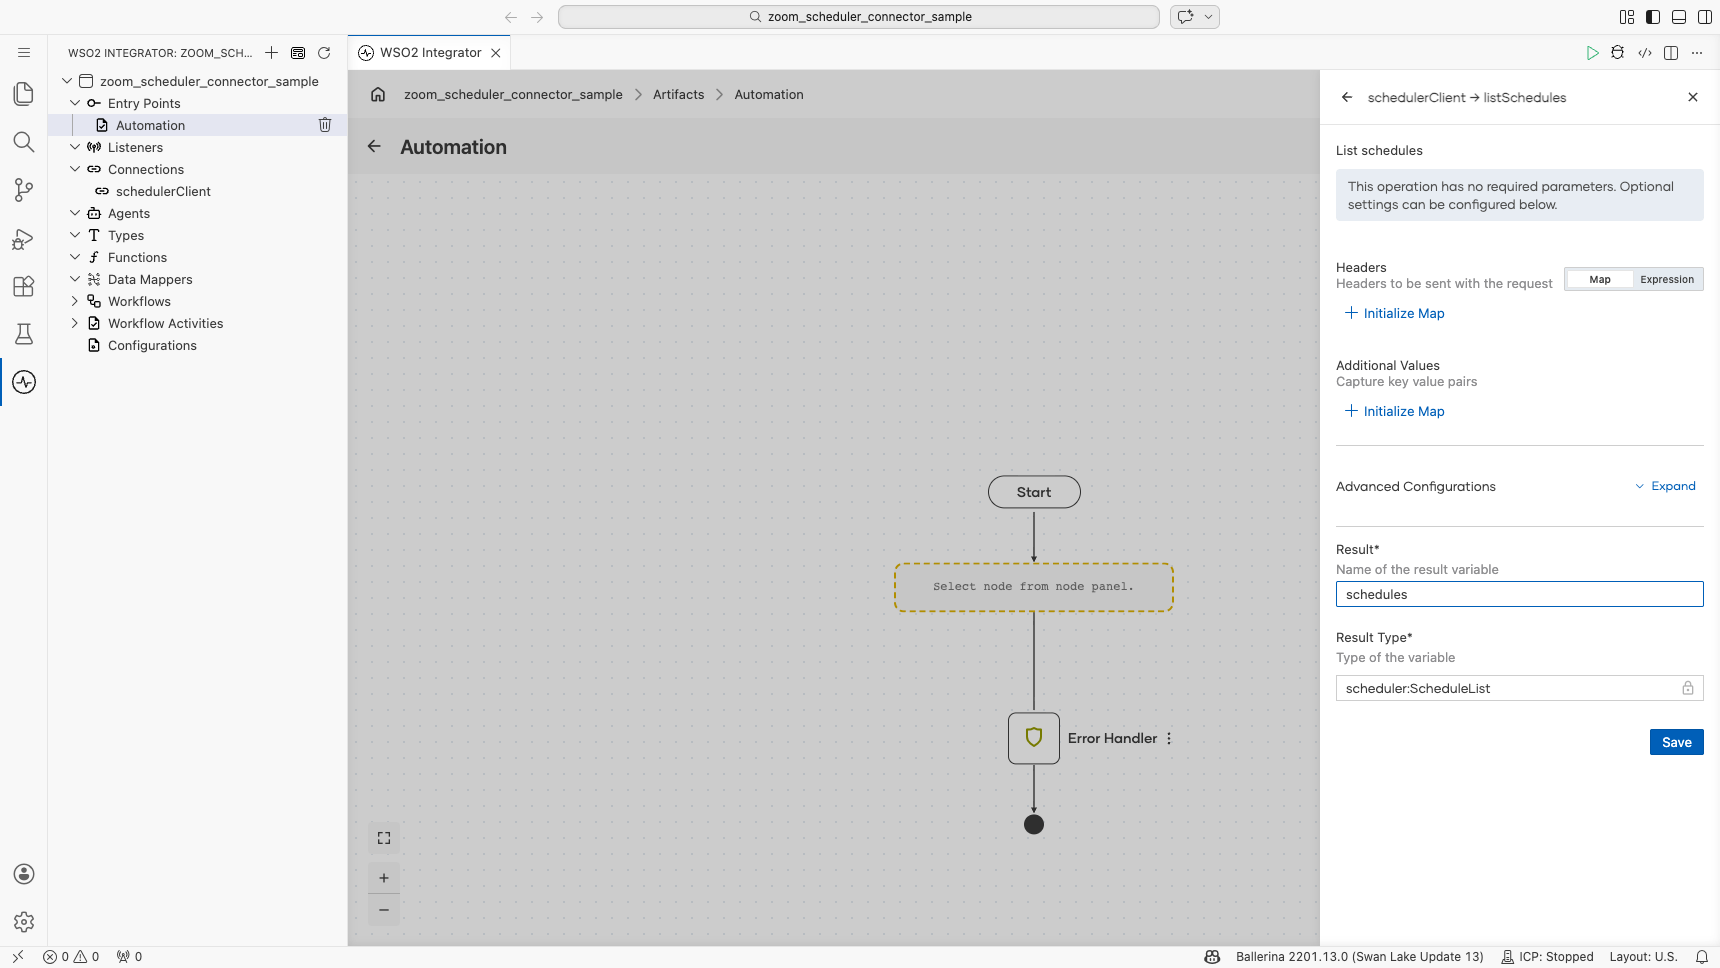 zoom_scheduler_connector_sample
WSO2 INTEGRATOR: ZOOM_SCH...
zoom_scheduler_connector_sample
Entry Points
Automation
Listeners
Connections
schedulerClient
Agents
Types
Functions
Data Mappers
Workflows
Workflow Activities
Configurations
WSO2 Integrator
zoom_scheduler_connector_sample
Artifacts
Automation
Automation
Start
Select node from node panel.
Error Handler
schedulerClient → listSchedules
List schedules
This operation has no required parameters. Optional
settings can be configured below.
Headers
Headers to be sent with the request
Map
Expression
Initialize Map
Additional Values
Capture key value pairs
Initialize Map
Advanced Configurations
Expand
Result*
Name of the result variable
schedules
Result Type*
Type of the variable
scheduler:ScheduleList
Save
0
0
0
Ballerina 2201.13.0 (Swan Lake Update 13)
ICP: Stopped
Layout: U.S.